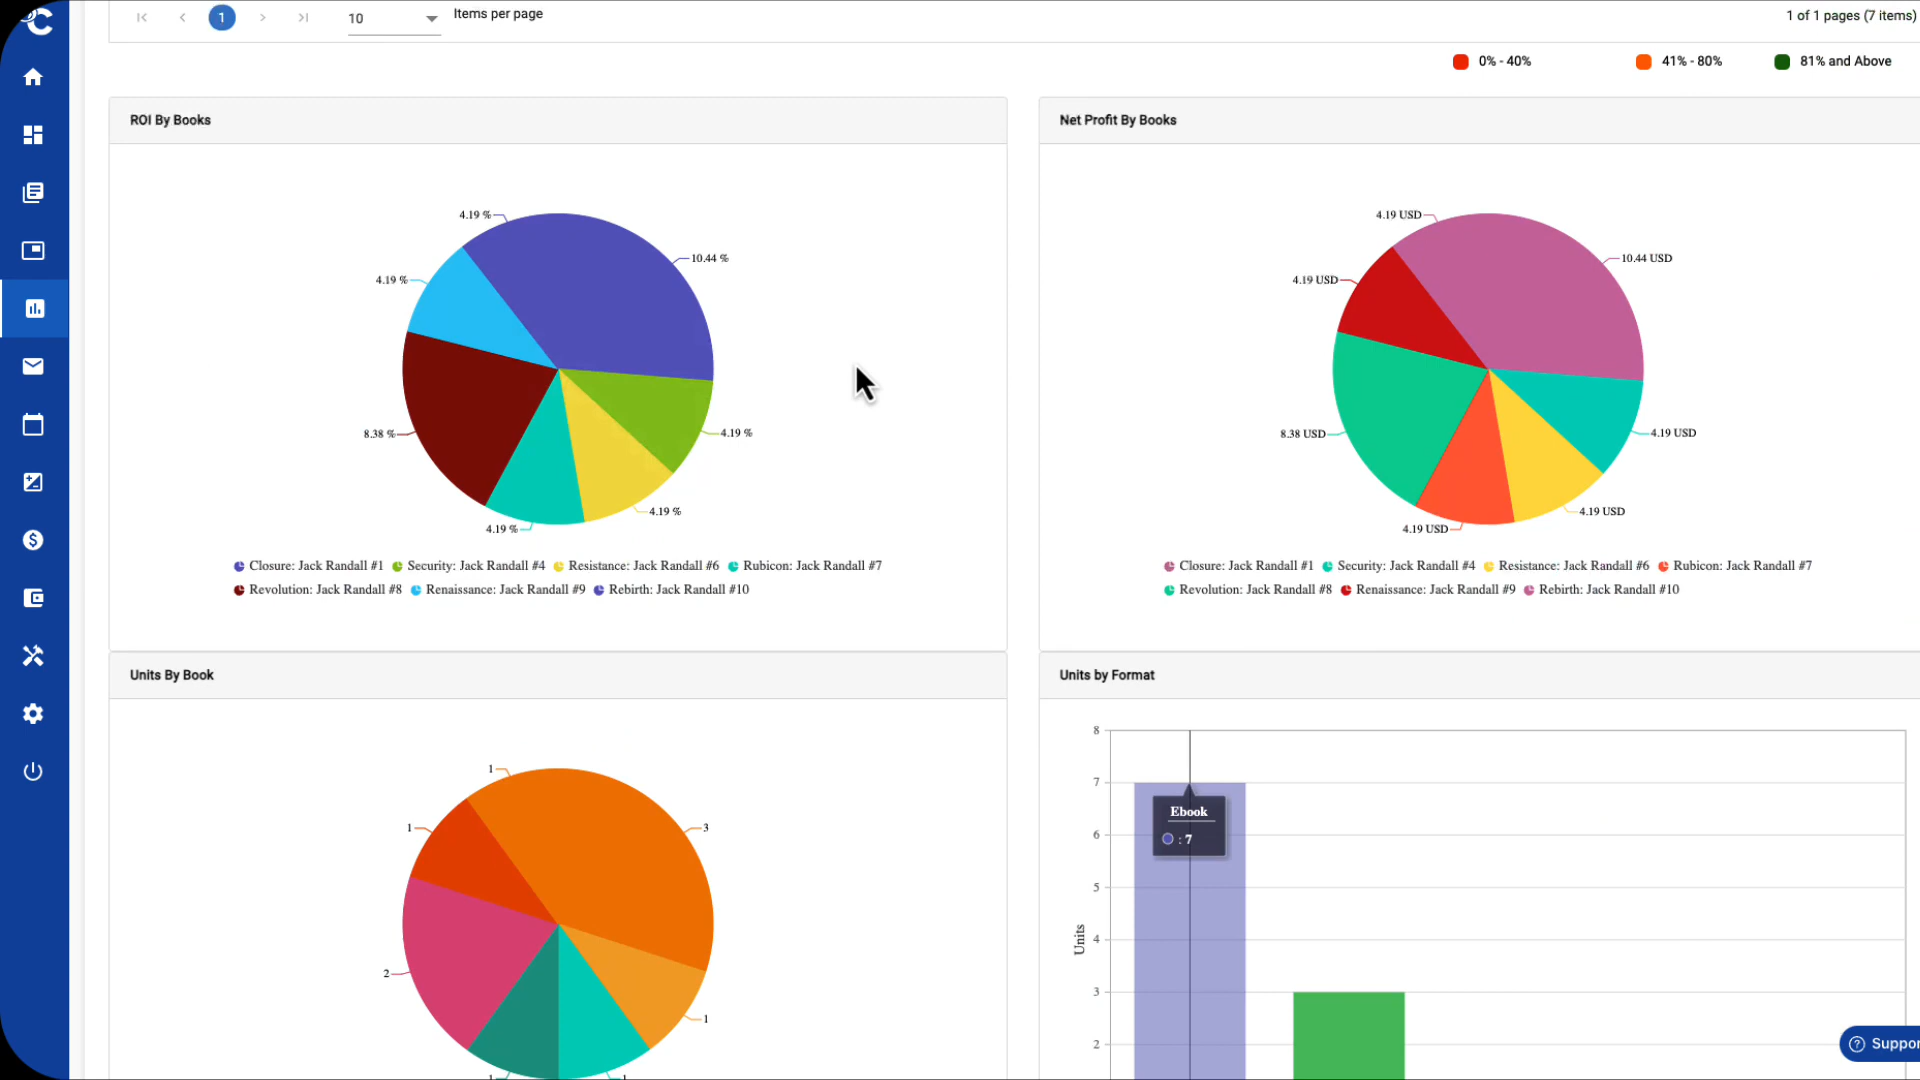 1
10
Items per page
1 of 1 pages (7 items)
0% - 40%
41% - 80%
81% and Above
ROI By Books
4.19 %
10.44 %
4.19 %
8.38 %
4.19 %
4.19 %
4.19 %
Closure: Jack Randall #1 Security: Jack Randall #4 Resistance: Jack Randall #6 Rubicon: Jack Randall #7
Revolution: Jack Randall #8 Renaissance: Jack Randall #9 Rebirth: Jack Randall #10
Net Profit By Books
4.19 USD
10.44 USD
4.19 USD
8.38 USD
4.19 USD
4.19 USD
4.19 USD
Closure: Jack Randall #1 Security: Jack Randall #4 Resistance: Jack Randall #6 Rubicon: Jack Randall #7
Revolution: Jack Randall #8 Renaissance: Jack Randall #9 Rebirth: Jack Randall #10
Units By Book
1
1
3
2
1
Units by Format
8
7
6
5
4
3
2
Units
Ebook
: 7
Suppor